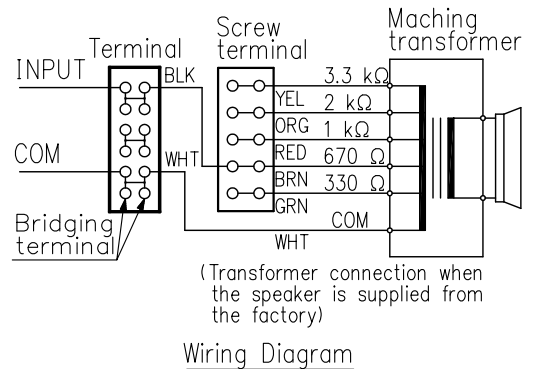 Maching
transformer
Screw
terminal
Terminal
INPUT
BLK
3.3 kΩ
YEL
2 kΩ
ORG
1 kΩ
COM
WHT
RED
670 Ω
BRN
330 Ω
GRN
Bridging
terminal
COM
WHT
(Transformer connection when
the speaker is supplied from
the factory)
Wiring Diagram